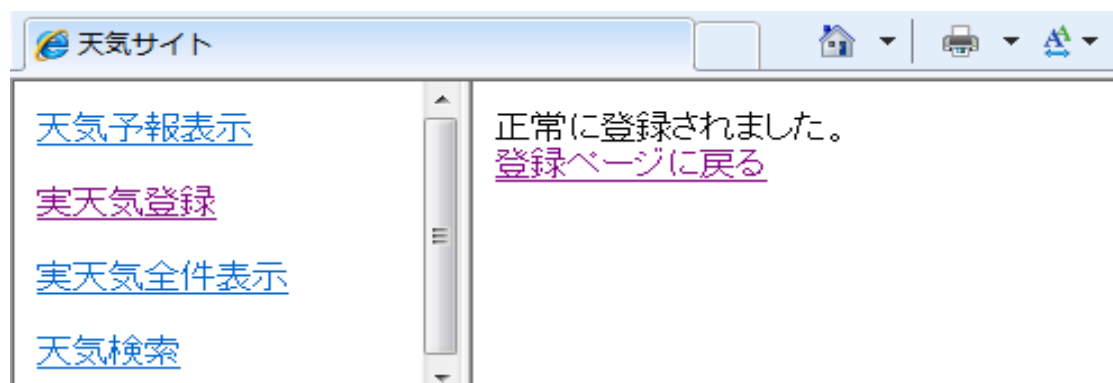 天気サイト
天気予報表示
実天気登録
実天気全件表示
天気検索
正常に登録されました。
登録ページに戻る